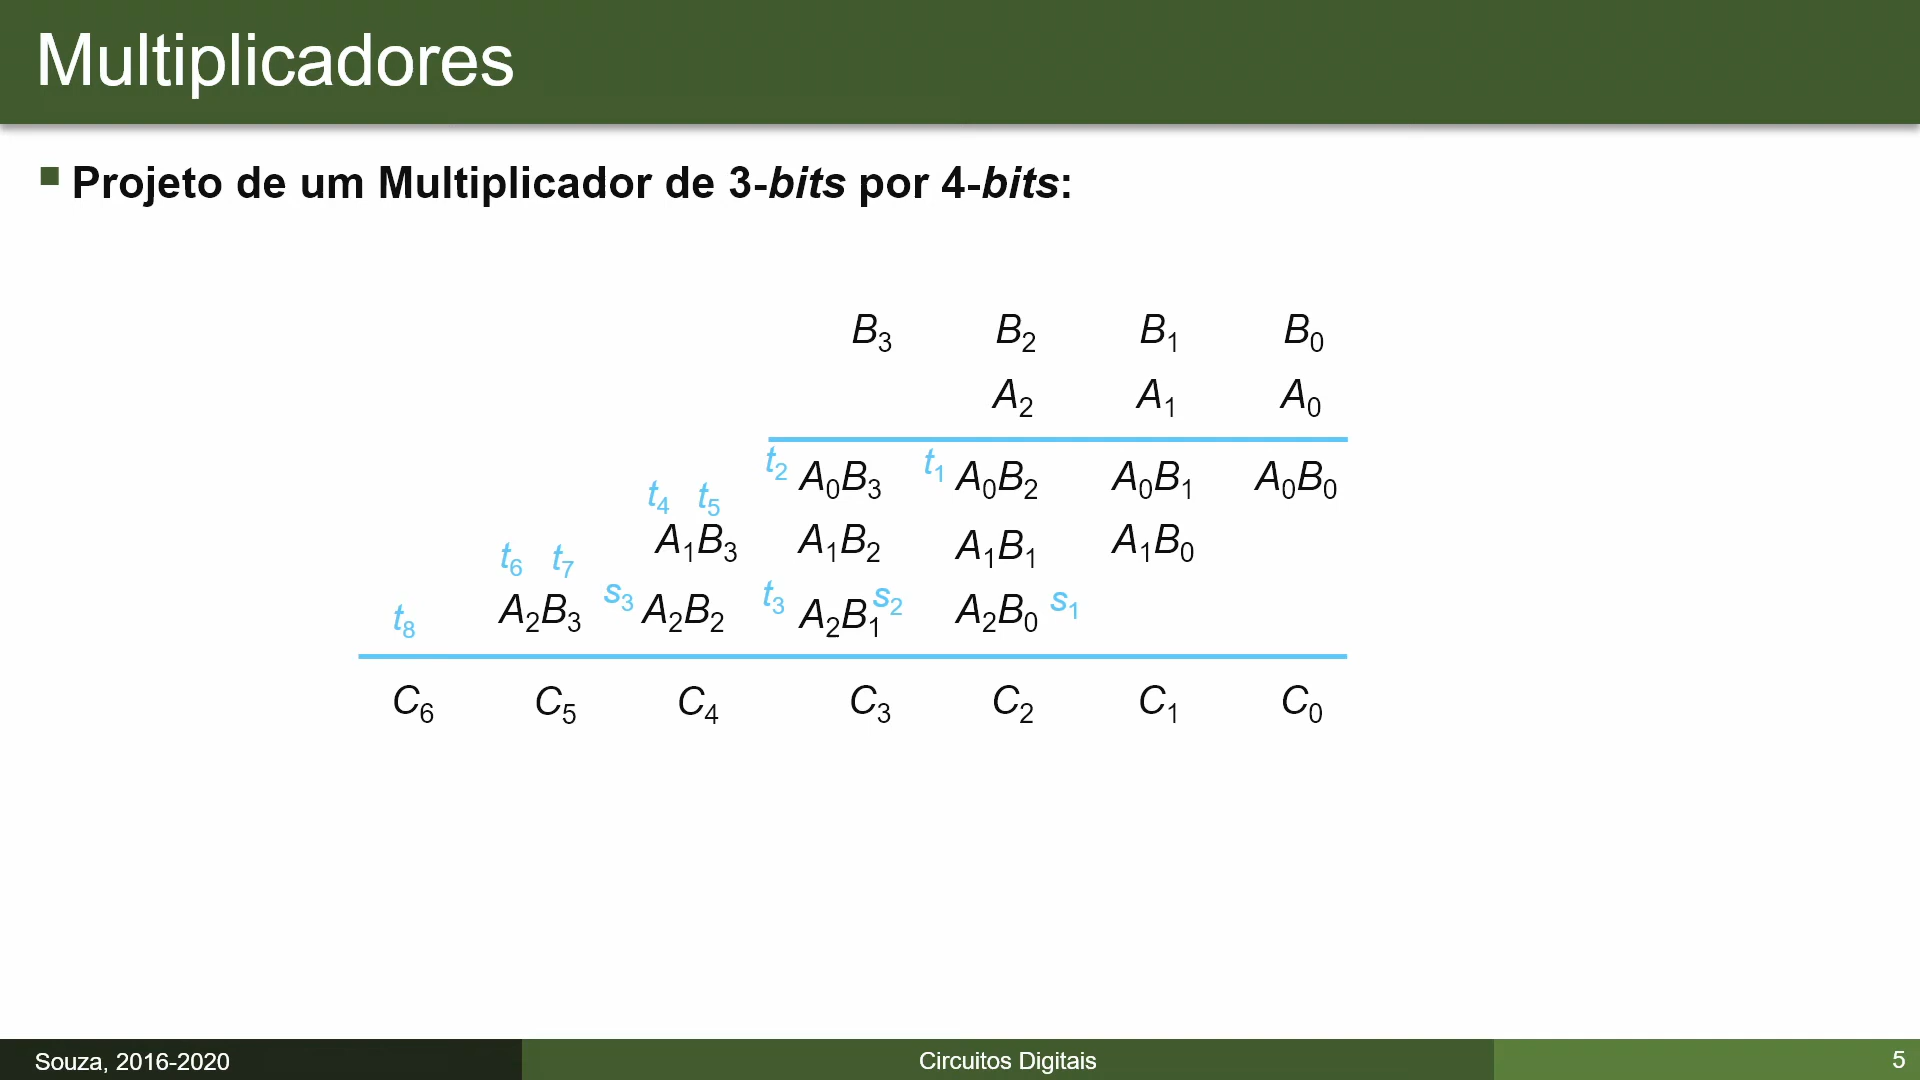 Multiplicadores
Projeto de um Multiplicador de 3-bits por 4-bits:
B3 B2 B1 B0
A2 A1 A0
t2 A0B3 t1 A0B2 A0B1 A0B0
t4 t5
A1B3 A1B2 A1B1 A1B0
t6 t7
t8 A2B3 s3 A2B2 t3 A2B1 s2 A2B0 s1
C6 C5 C4 C3 C2 C1 C0
Souza, 2016-2020 Circuitos Digitais 5